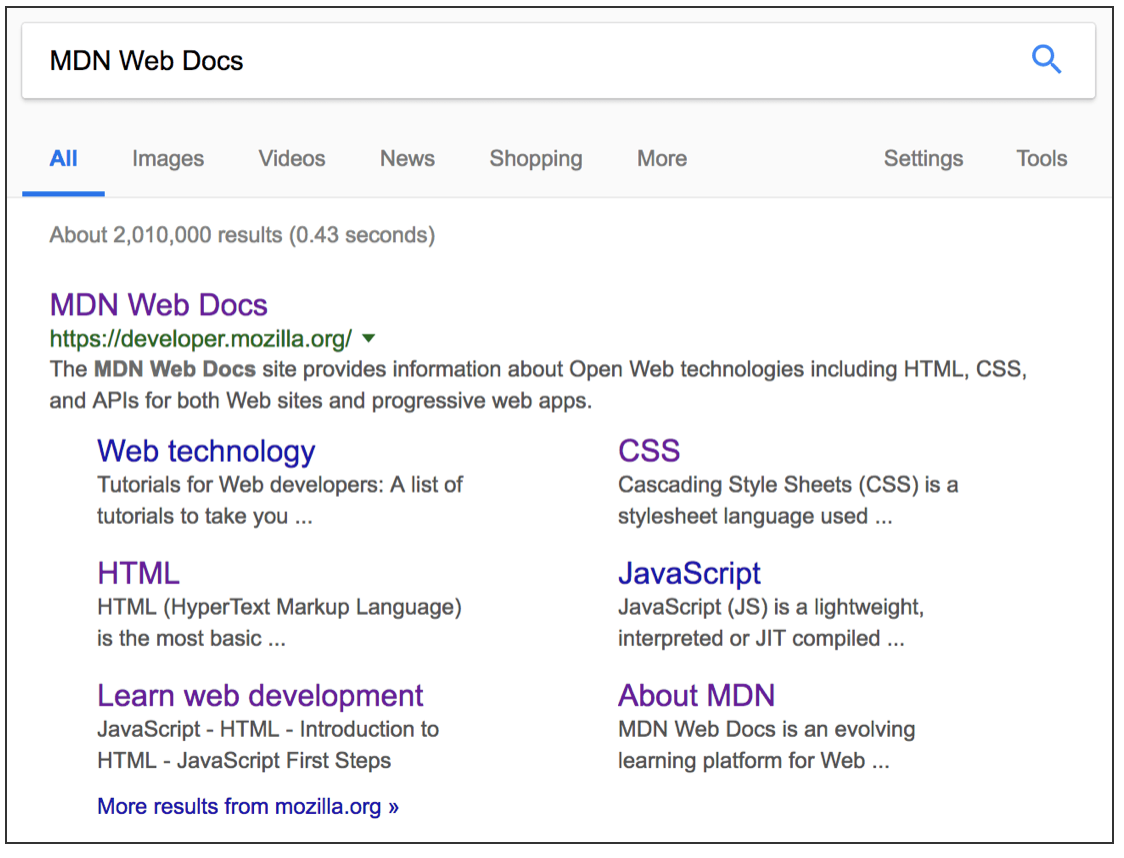 MDN Web Docs
All Images Videos News Shopping More Settings Tools
About 2,010,000 results (0.43 seconds)
MDN Web Docs
https://developer.mozilla.org/
The MDN Web Docs site provides information about Open Web technologies including HTML, CSS,
and APIs for both Web sites and progressive web apps.
Web technology
Tutorials for Web developers: A list of
tutorials to take you ...
CSS
Cascading Style Sheets (CSS) is a
stylesheet language used ...
HTML
HTML (HyperText Markup Language)
is the most basic ...
JavaScript
JavaScript (JS) is a lightweight,
interpreted or JIT compiled ...
Learn web development
JavaScript - HTML - Introduction to
HTML - JavaScript First Steps
About MDN
MDN Web Docs is an evolving
learning platform for Web ...
More results from mozilla.org »